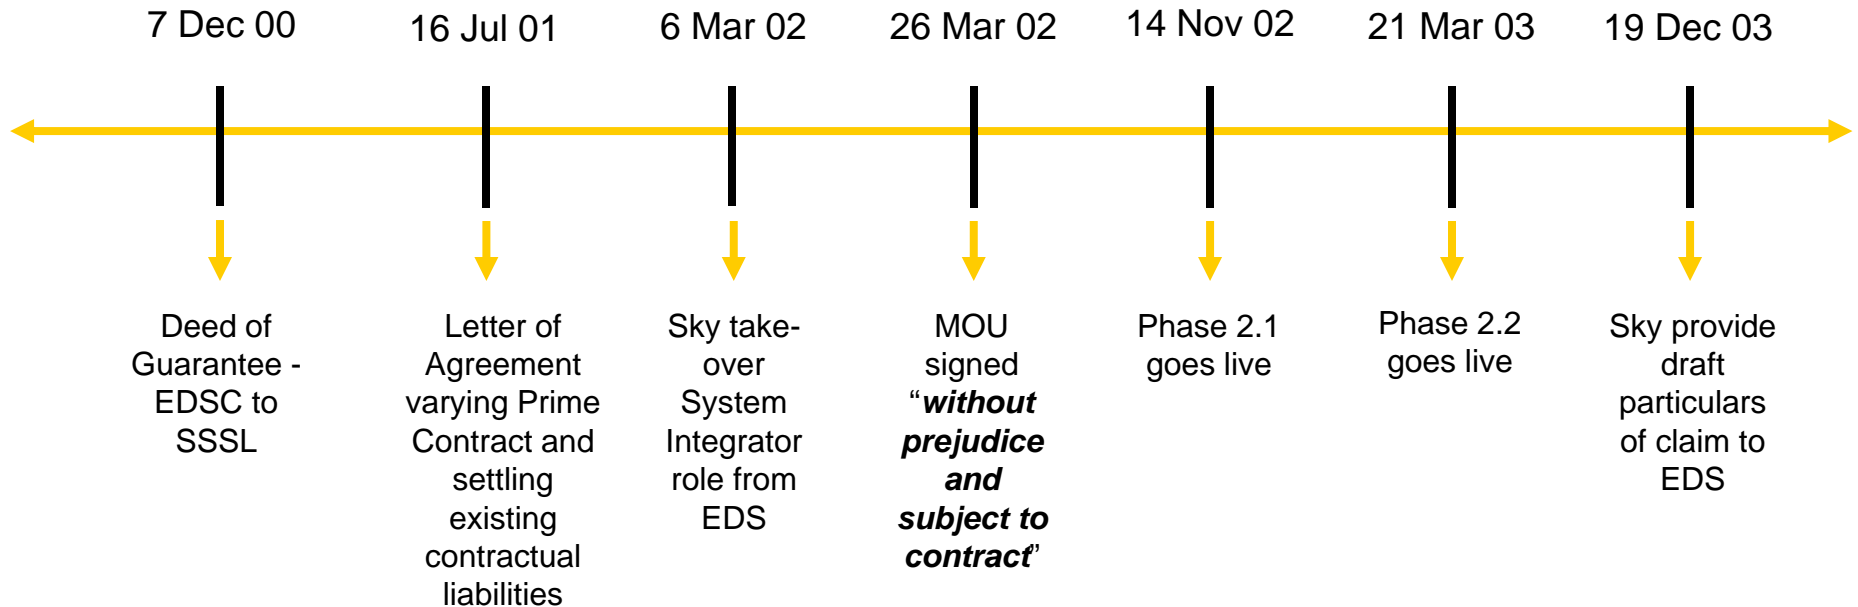 7 Dec 00
16 Jul 01
6 Mar 02
26 Mar 02
14 Nov 02
21 Mar 03
19 Dec 03
Deed of
Guarantee -
EDSC to
SSSL
Letter of
Agreement
varying Prime
Contract and
settling
existing
contractual
liabilities
Sky take-
over
System
Integrator
role from
EDS
MOU
signed
“without
prejudice
and
subject to
contract”
Phase 2.1
goes live
Phase 2.2
goes live
Sky provide
draft
particulars
of claim to
EDS